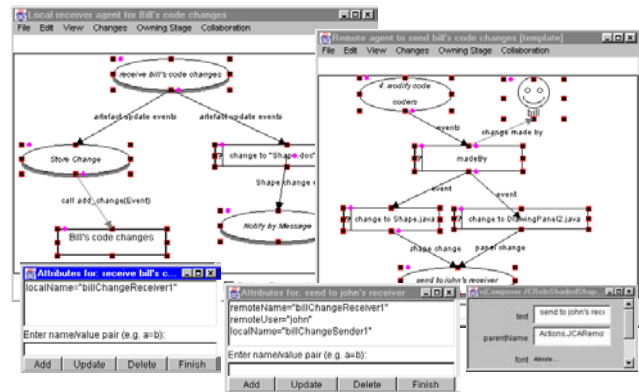 Local receiver agent for Bill's code changes
File Edit View Changes Owning Stage Collaboration
receive bill's code changes
artefact update events
artefact update events
Store Change
? change to "Shape.doc"
call add_change(Event)
Shape change e
Bill's code changes
Notify by Message
Remote agent to send bill's code changes [template]
File Edit View Changes Owning Stage Collaboration
4. modify code
coders
bill
events
change made by
? madeBy
event
event
? change to Shape.java
? change to DrawingPanel2.java
shape change
panel change
send to john's receiver
Attributes for: receive bill's c...
localName="billChangeReceiver1"
Enter name/value pair (e.g. a=b):
Add Update Delete Finish
Attributes for: send to john's receiver
remoteName="billChangeReceiver1"
remoteUser="john"
localName="billChangeSender1"
Enter name/value pair (e.g. a=b):
Add Update Delete Finish
text send to john's rece
parentName Actions.JCARemot
font